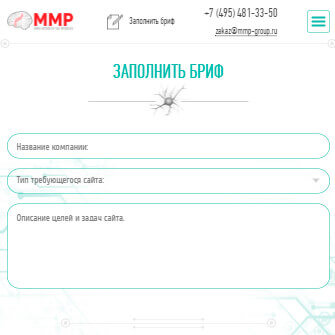 MMP
Заполнить бриф
+7 (495) 481-33-50
zakaz@mmp-group.ru
ЗАПОЛНИТЬ БРИФ
Название компании:
Тип требующегося сайта:
Описание целей и задач сайта.